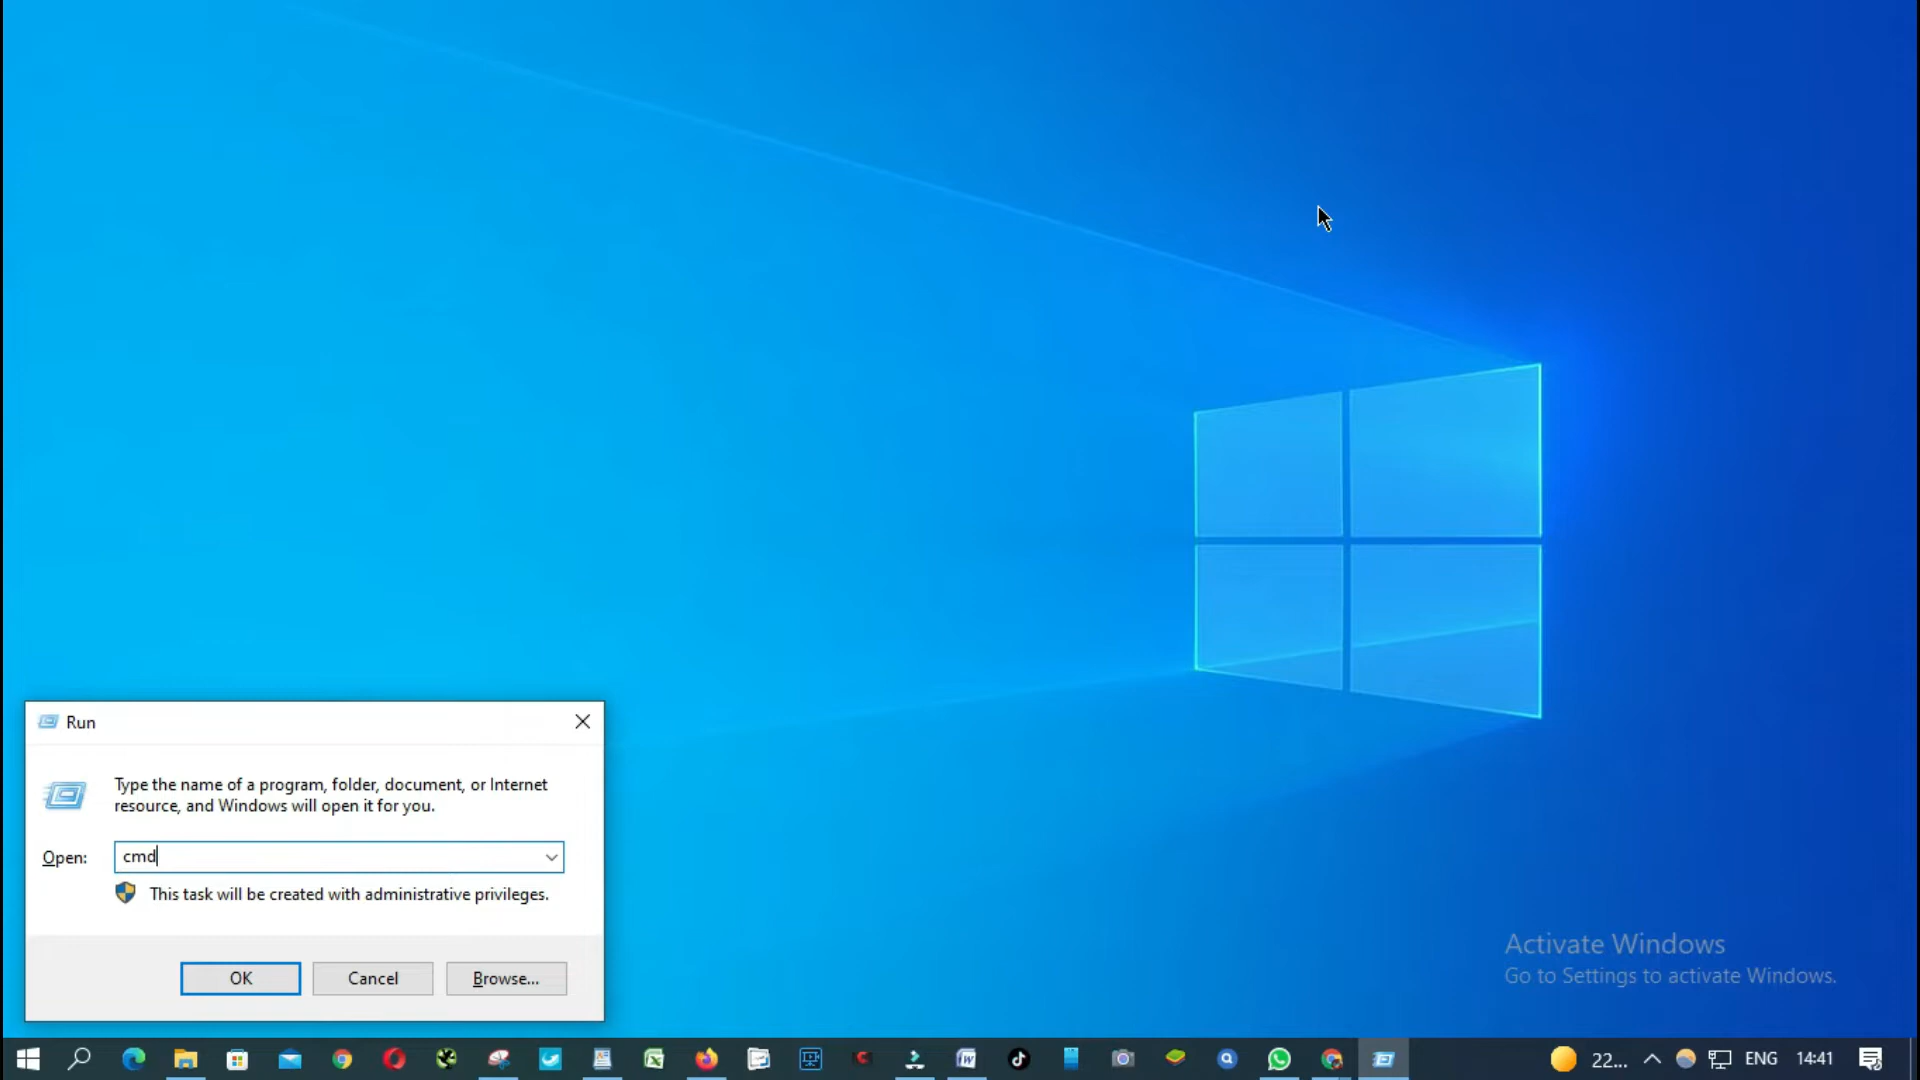 Run
Type the name of a program, folder, document, or Internet
resource, and Windows will open it for you.
Open:
cmd
This task will be created with administrative privileges.
OK
Cancel
Browse...
Activate Windows
Go to Settings to activate Windows.
22...
ENG
14:41